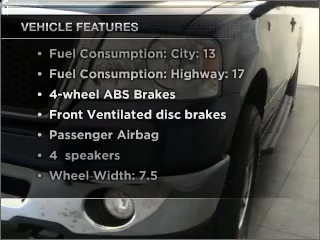 VEHICLE FEATURES
• Fuel Consumption: City: 13
• Fuel Consumption: Highway: 17
• 4-wheel ABS Brakes
• Front Ventilated disc brakes
• Passenger Airbag
• 4 speakers
• Wheel Width: 7.5